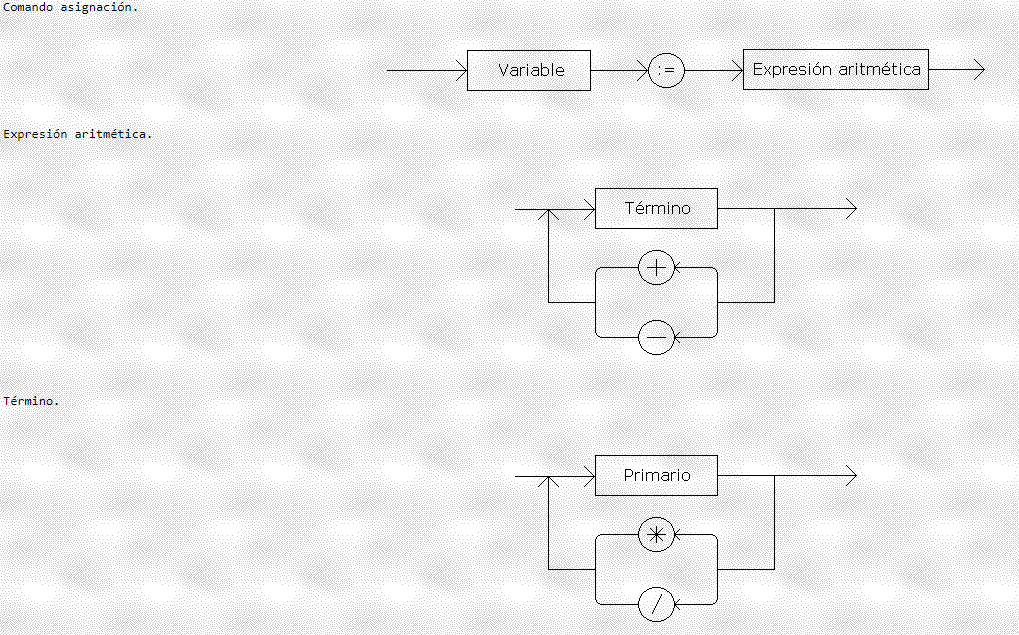 Comando asignación.
Variable := Expresión aritmética
Expresión aritmética.
Término
+
−
Término.
Primario
*
/